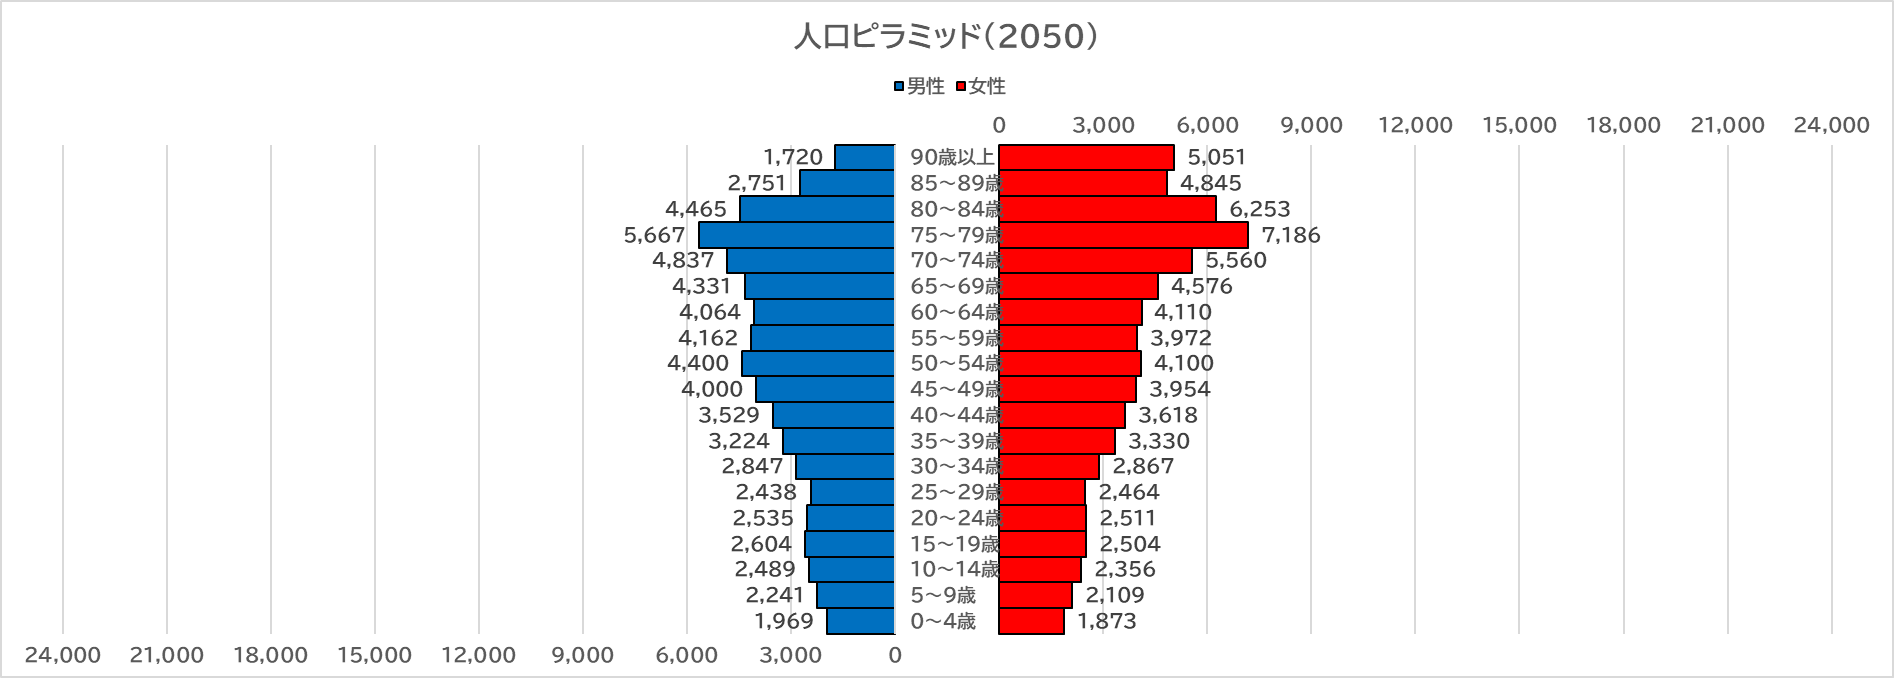 人口ピラミッド(2050)
男性 女性
0 3,000 6,000 9,000 12,000 15,000 18,000 21,000 24,000
1,720 90歳以上 5,051
2,751 85～89歳 4,845
4,465 80～84歳 6,253
5,667 75～79歳 7,186
4,837 70～74歳 5,560
4,331 65～69歳 4,576
4,064 60～64歳 4,110
4,162 55～59歳 3,972
4,400 50～54歳 4,100
4,000 45～49歳 3,954
3,529 40～44歳 3,618
3,224 35～39歳 3,330
2,847 30～34歳 2,867
2,438 25～29歳 2,464
2,535 20～24歳 2,511
2,604 15～19歳 2,504
2,489 10～14歳 2,356
2,241 5～9歳 2,109
1,969 0～4歳 1,873
24,000 21,000 18,000 15,000 12,000 9,000 6,000 3,000 0